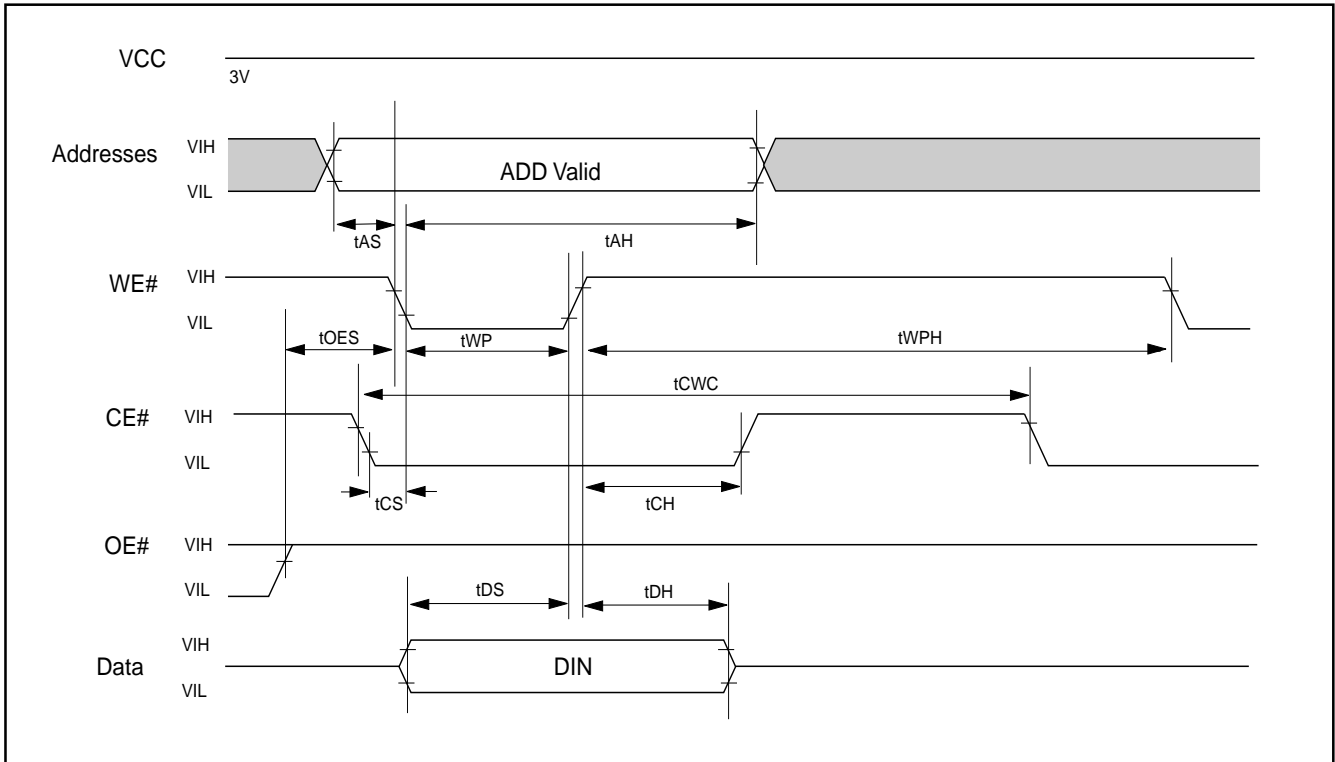 VCC
3V
Addresses
VIH
VIL
ADD Valid
tAS
tAH
WE#
VIH
VIL
tOES
tWP
tWPH
tCWC
CE#
VIH
VIL
tCS
tCH
OE#
VIH
VIL
tDS
tDH
Data
VIH
VIL
DIN